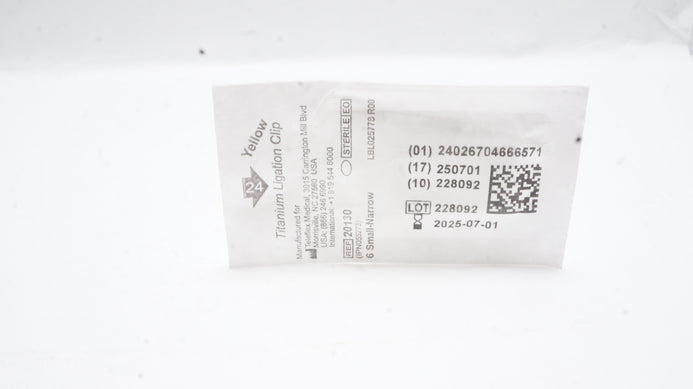 Yellow
24
Titanium Ligation Clip
Manufactured for
Teleflex Medical, 3015 Carrington Mill Blvd
Morrisville, NC 27560 USA
USA: (866) 246 6990
International: +1 919 544 8000
STERILE EO
REF 20130
(IPN055273)
6 Small-Narrow
LBL025778 R00
(01) 24026704666571
(17) 250701
(10) 228092
LOT 228092
2025-07-01